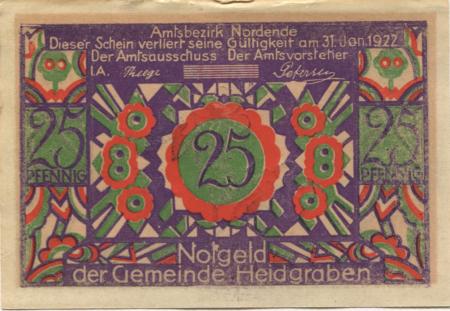 Amtsbezirk Nordende
Dieser Schein verliert seine Gültigkeit am 31. Jan. 1922
Der Amtsausschuss Der Amtsvorsteher
I.A. Petersen
25 25 25
PFENNIG PFENNIG
Notgeld
der Gemeinde Heidgraben